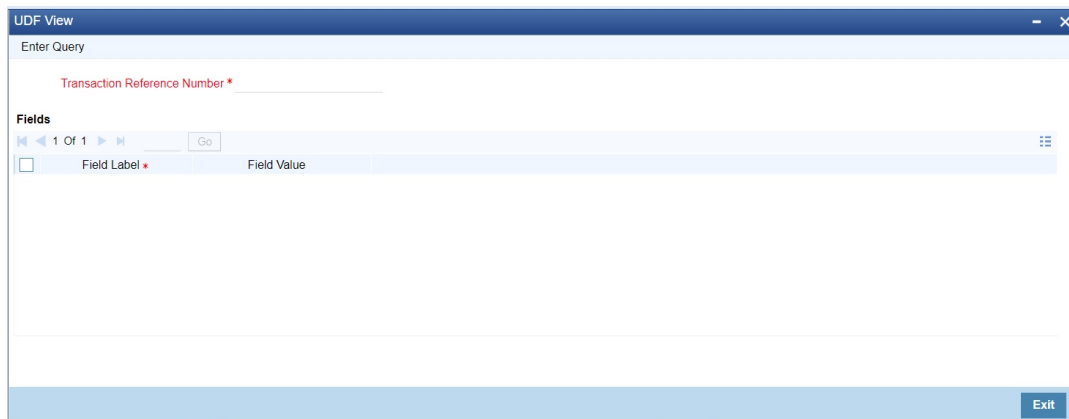 UDF View
Enter Query
Transaction Reference Number *
Fields
1 Of 1 Go
Field Label * Field Value
Exit